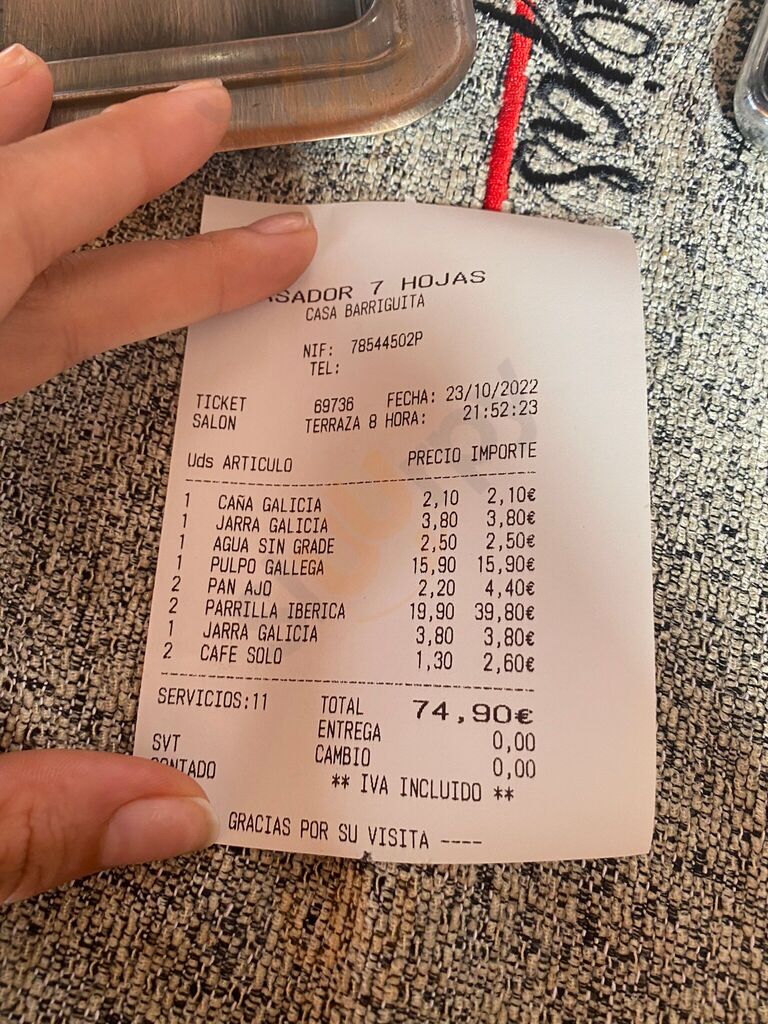 7 HOJAS
CASA BARRIGUITA
NIF: 78544502P
TEL:
TICKET 69736 FECHA: 23/10/2022
SALON TERRAZA 8 HORA: 21:52:23
Uds ARTICULO PRECIO IMPORTE
1 CAÑA GALICIA 2,10 2,10€
1 JARRA GALICIA 3,80 3,80€
1 AGUA SIN GRADE 2,50 2,50€
1 PULPO GALLEGA 15,90 15,90€
2 PAN AJO 2,20 4,40€
2 PARRILLA IBERICA 19,90 39,80€
1 JARRA GALICIA 3,80 3,80€
2 CAFE SOLO 1,30 2,60€
SERVICIOS:11 TOTAL 74,90€
ENTREGA 0,00
SVT CAMBIO 0,00
CONTADO
** IVA INCLUIDO **
GRACIAS POR SU VISITA ----